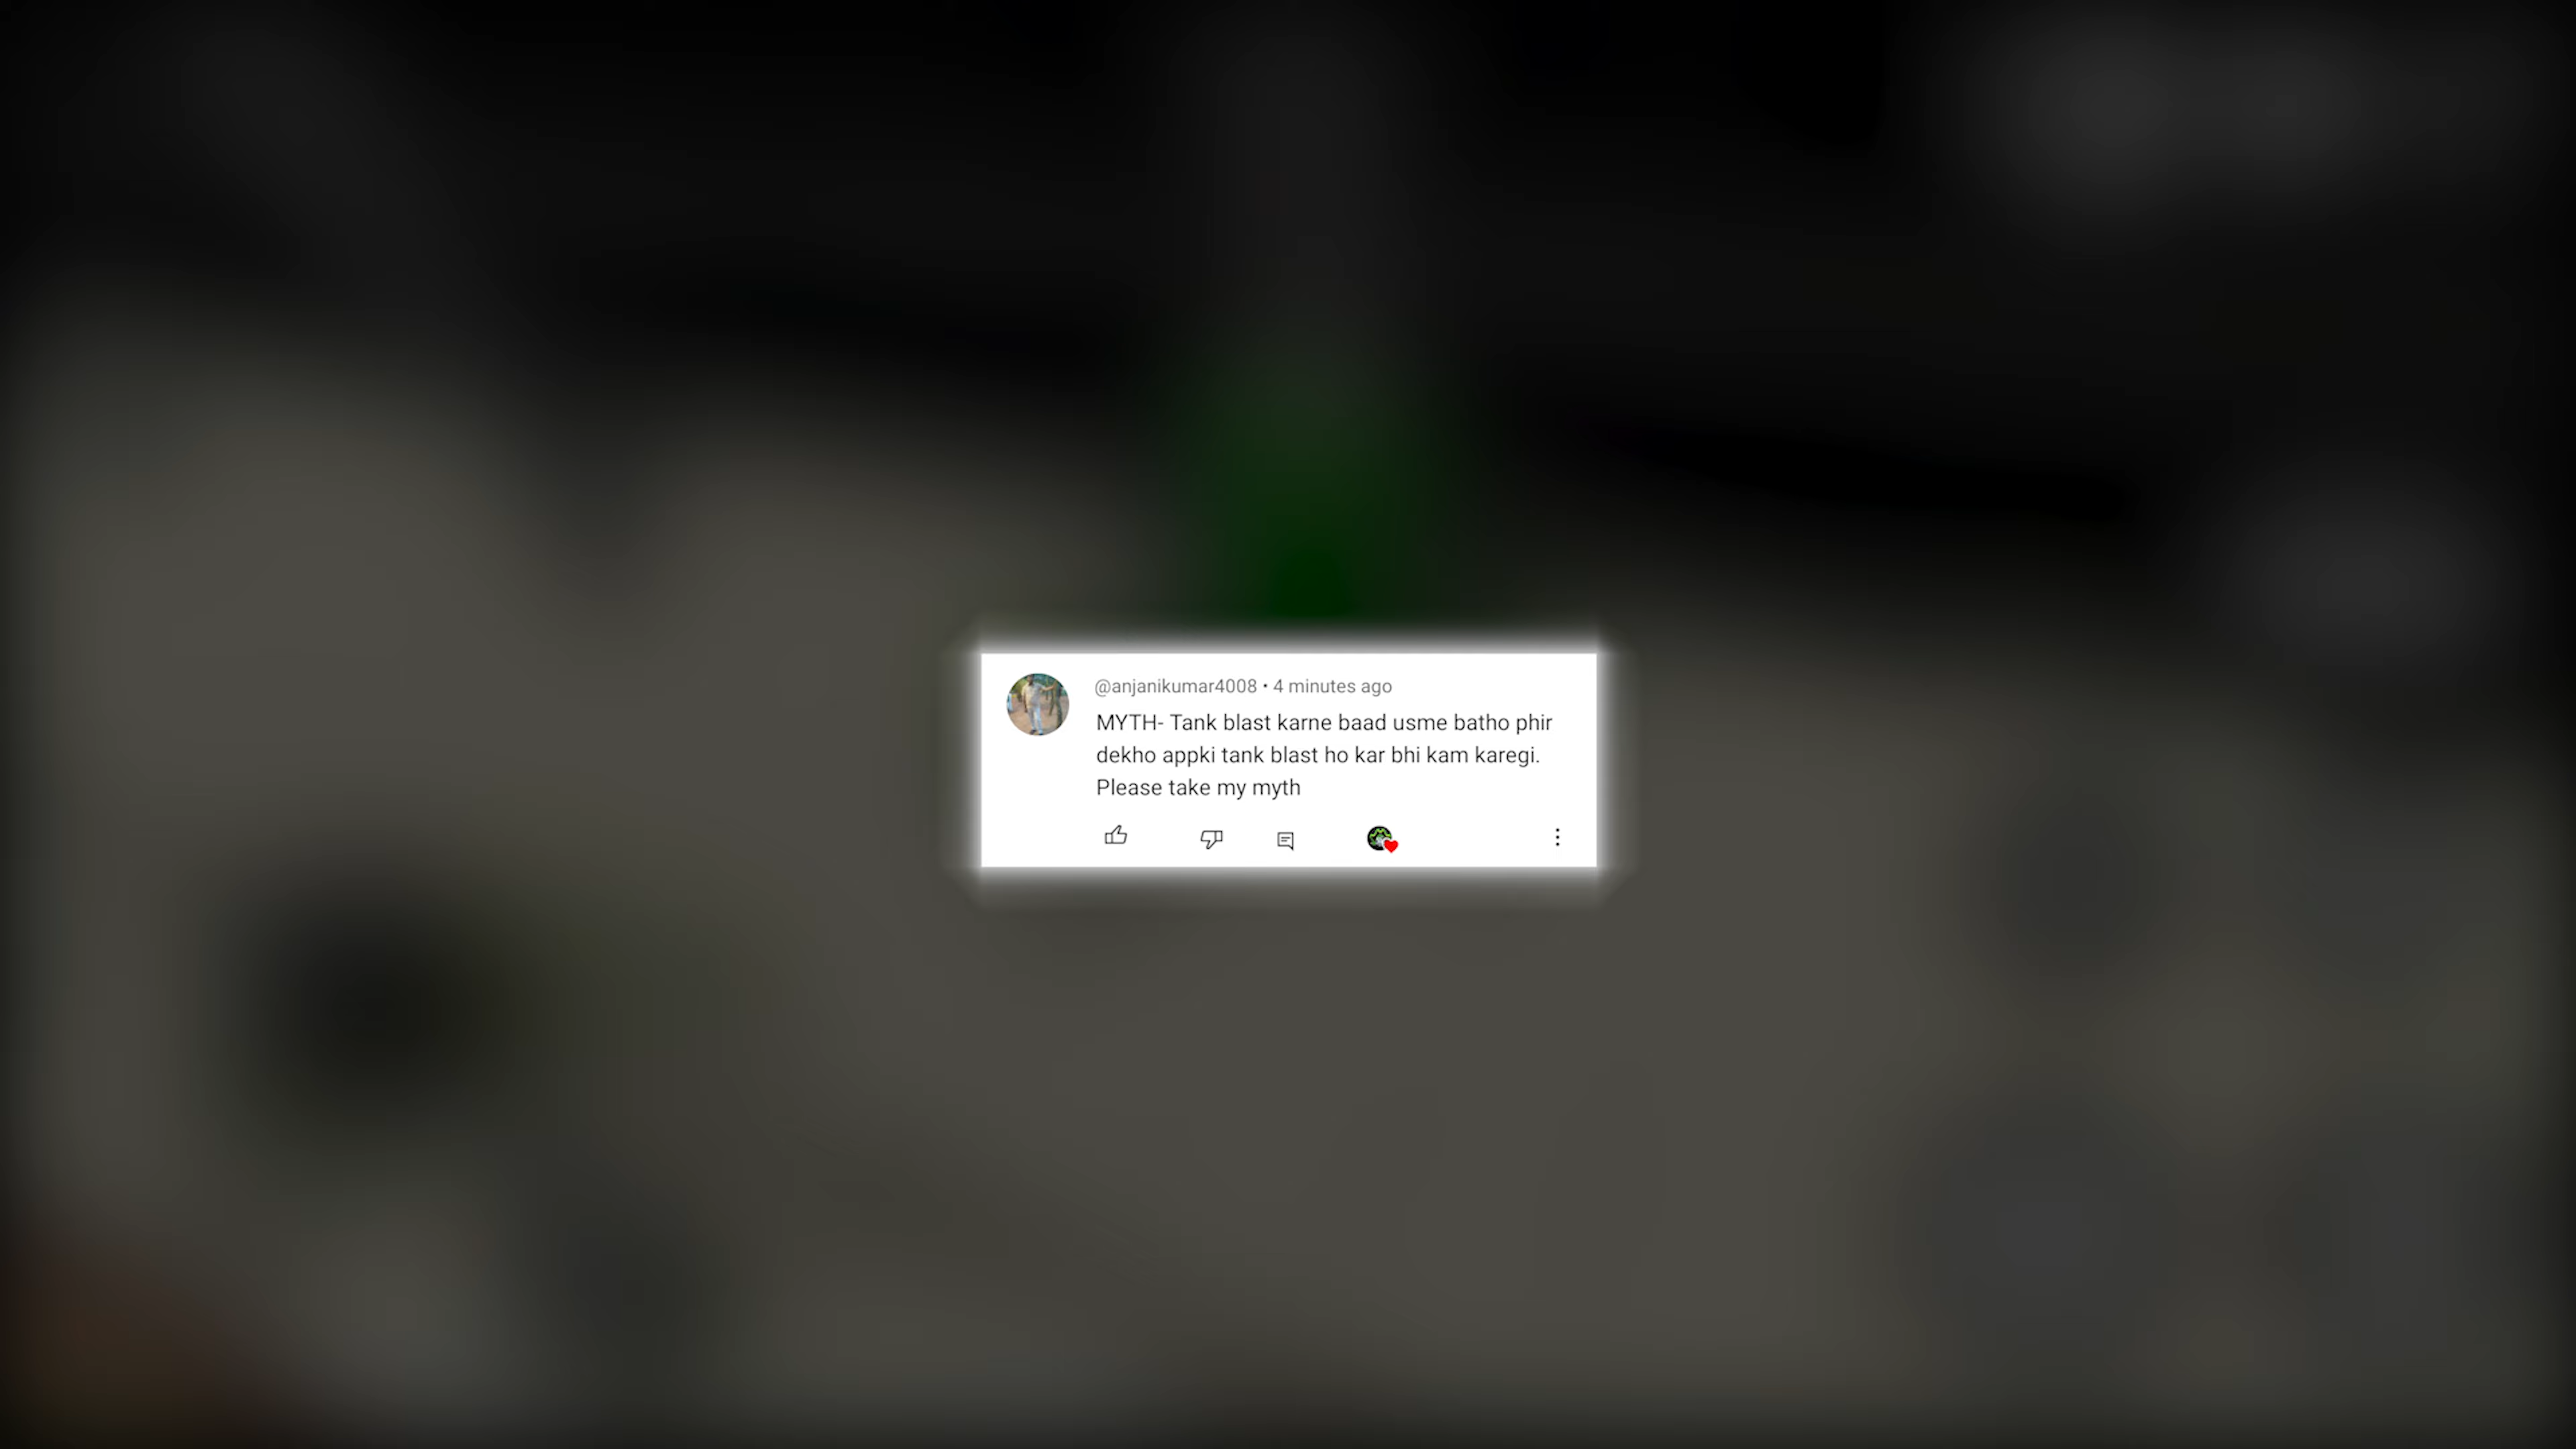 @anjanikumar4008 • 4 minutes ago
MYTH- Tank blast karne baad usme batho phir
dekho appki tank blast ho kar bhi kam karegi.
Please take my myth